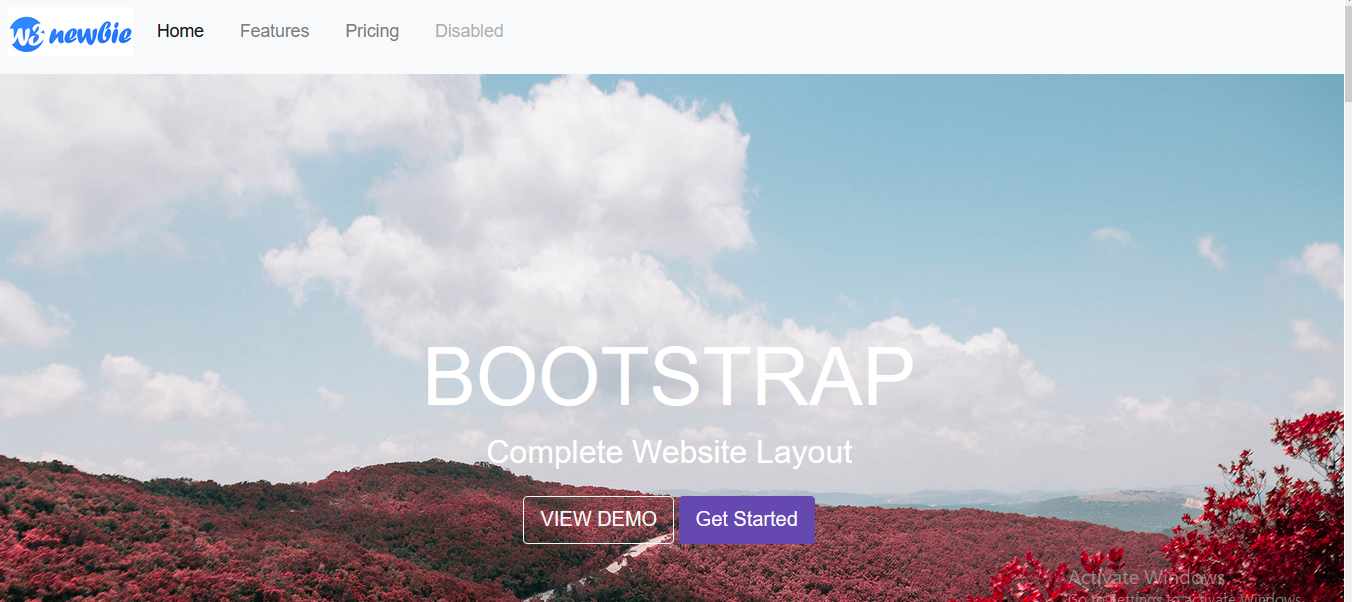 W3 newbie Home Features Pricing Disabled
BOOTSTRAP
Complete Website Layout
VIEW DEMO Get Started
Activate Windows
Go to Settings to activate Windows.